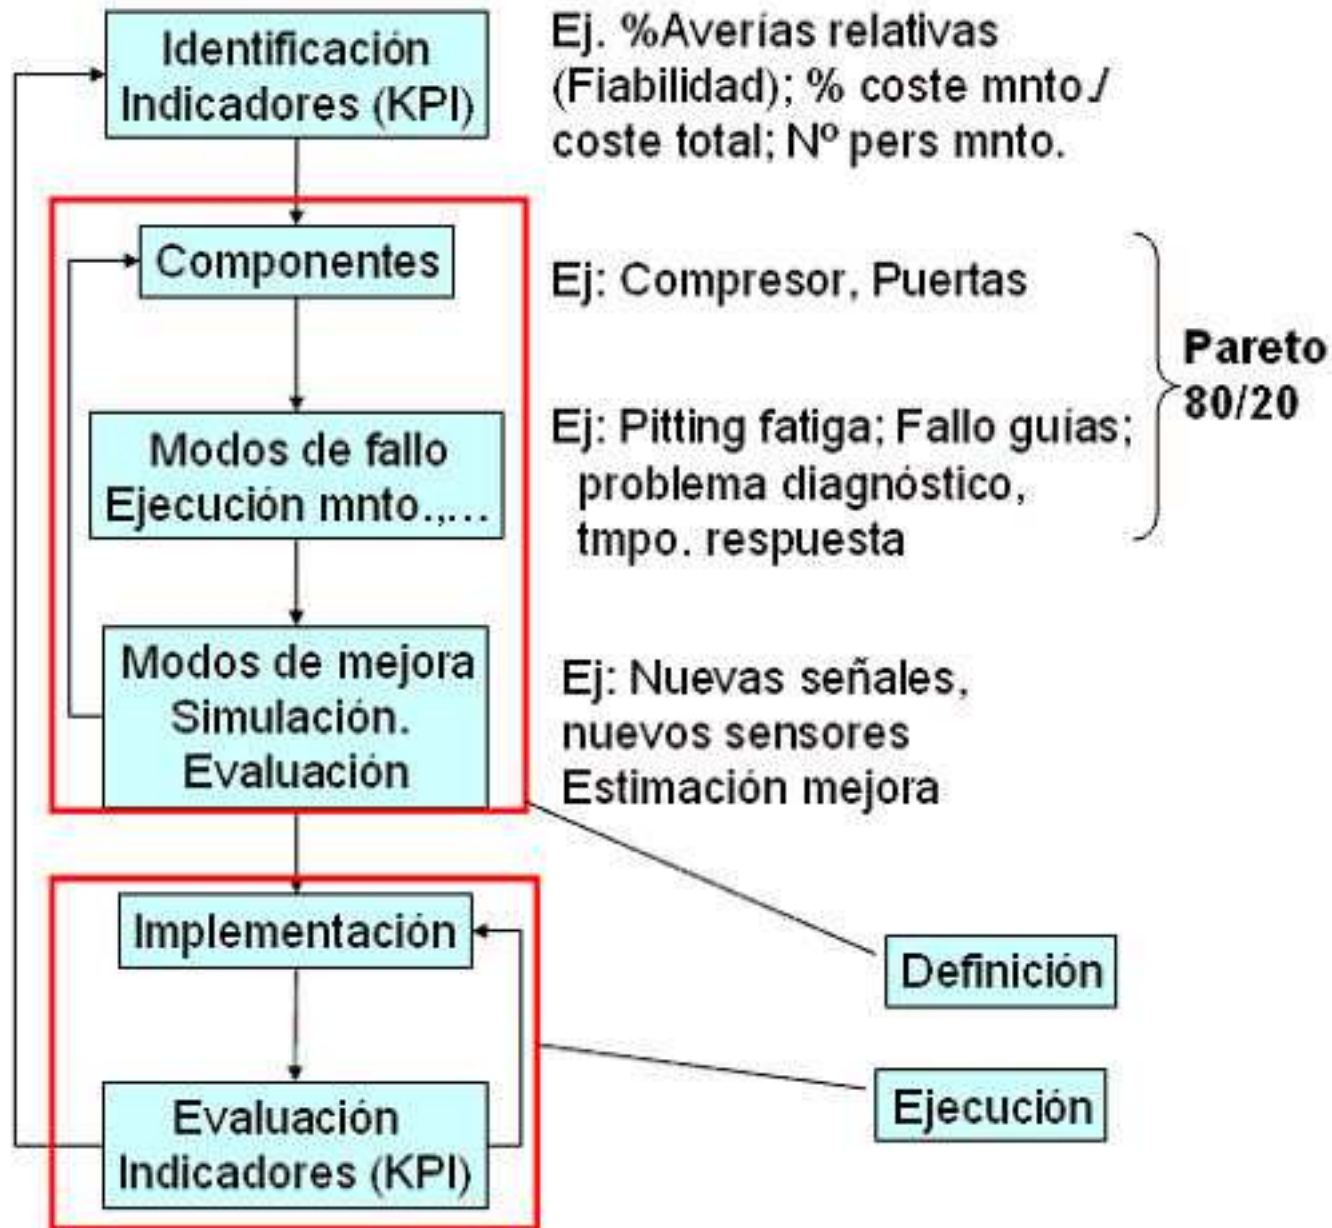 Identificación
Indicadores (KPI)
Ej. %Averías relativas
(Fiabilidad); % coste mnto./
coste total; Nº pers mnto.
Componentes
Ej: Compresor, Puertas
Pareto
80/20
Modos de fallo
Ejecución mnto.,...
Ej: Pitting fatiga; Fallo guías;
problema diagnóstico,
tmpo. respuesta
Modos de mejora
Simulación.
Evaluación
Ej: Nuevas señales,
nuevos sensores
Estimación mejora
Implementación
Definición
Ejecución
Evaluación
Indicadores (KPI)